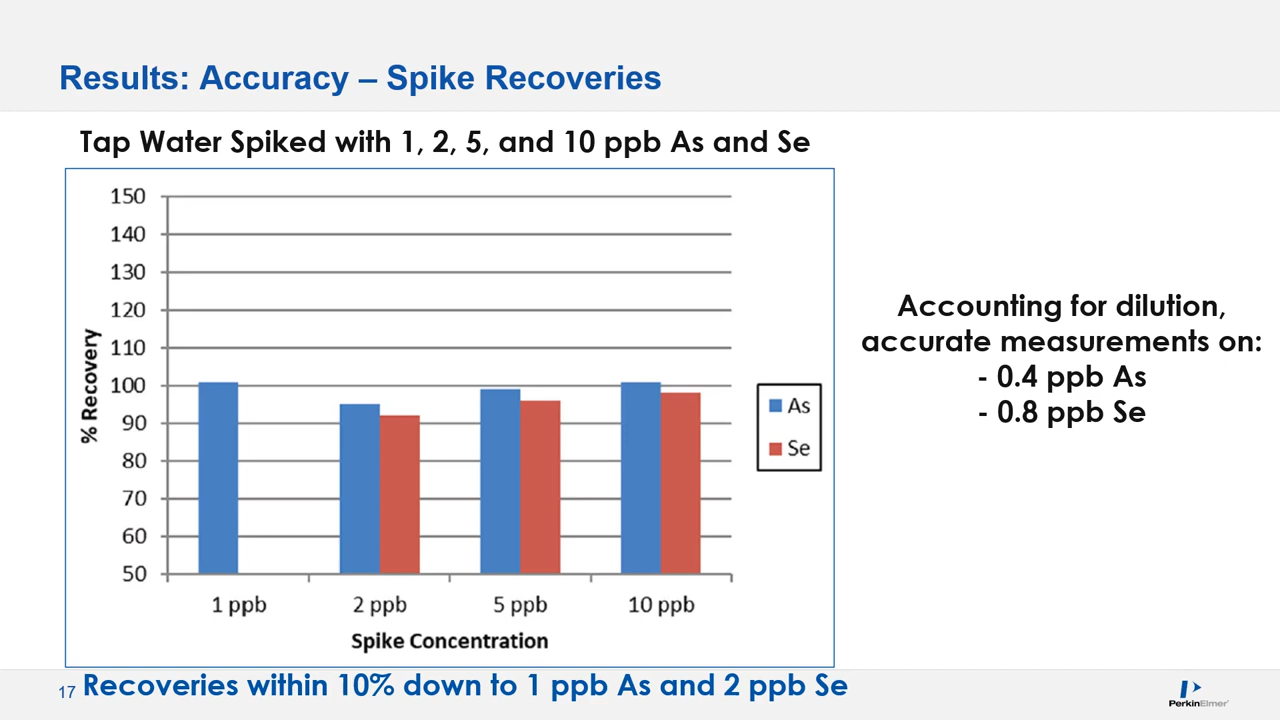 Results: Accuracy – Spike Recoveries
Tap Water Spiked with 1, 2, 5, and 10 ppb As and Se
150
140
130
120
110
100
90
80
70
60
50
% Recovery
1 ppb
2 ppb
5 ppb
10 ppb
Spike Concentration
As
Se
Accounting for dilution,
accurate measurements on:
- 0.4 ppb As
- 0.8 ppb Se
17
Recoveries within 10% down to 1 ppb As and 2 ppb Se
PerkinElmer